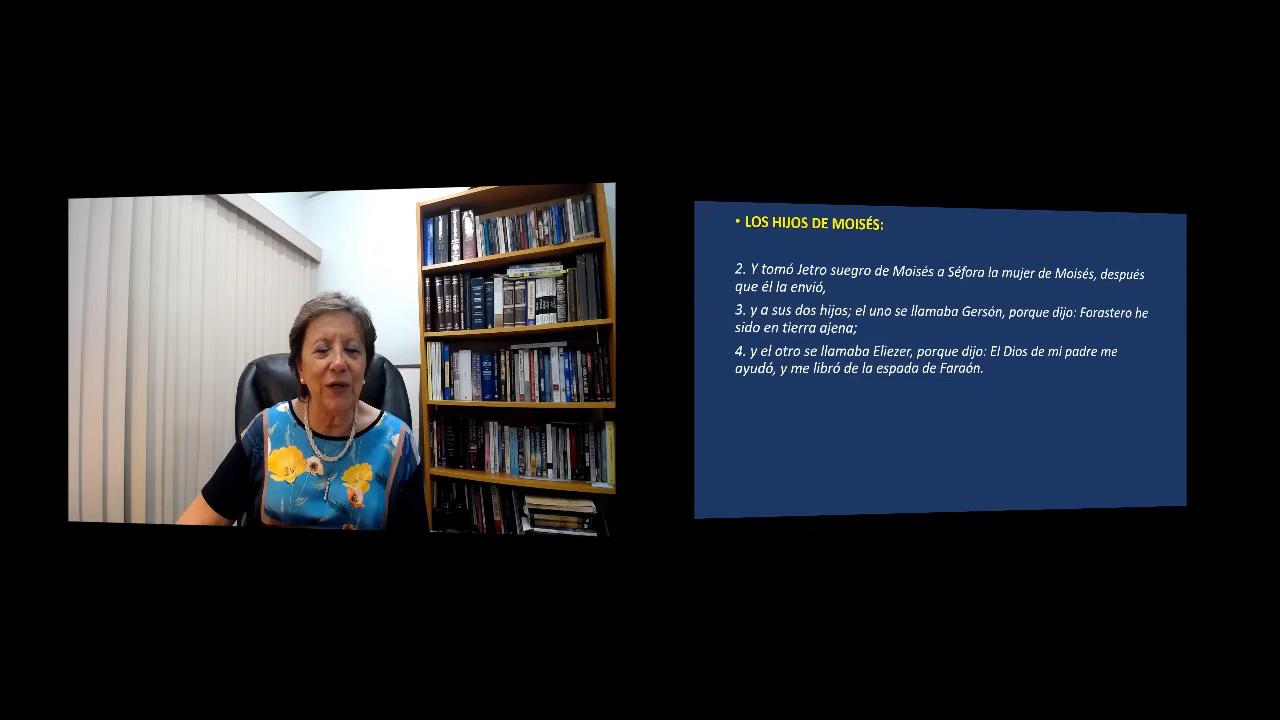 • LOS HIJOS DE MOISÉS:
2. Y tomó Jetro suegro de Moisés a Séfora la mujer de Moisés, después
que él la envió,
3. y a sus dos hijos; el uno se llamaba Gersón, porque dijo: Forastero he
sido en tierra ajena;
4. y el otro se llamaba Eliezer, porque dijo: El Dios de mi padre me
ayudó, y me libró de la espada de Faraón.